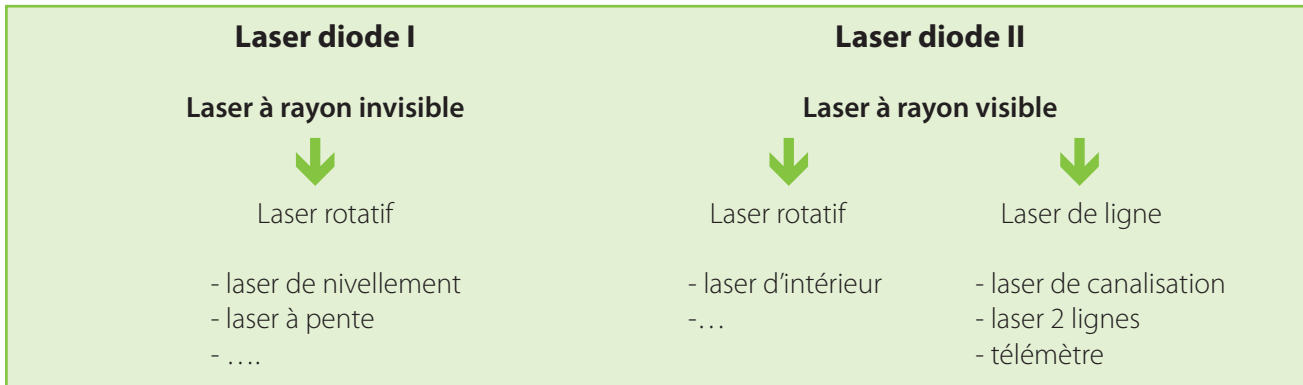 Laser diode I
Laser à rayon invisible
Laser rotatif
- laser de nivellement
- laser à pente
- ....
Laser diode II
Laser à rayon visible
Laser rotatif
- laser d’intérieur
-…
Laser de ligne
- laser de canalisation
- laser 2 lignes
- télémètre